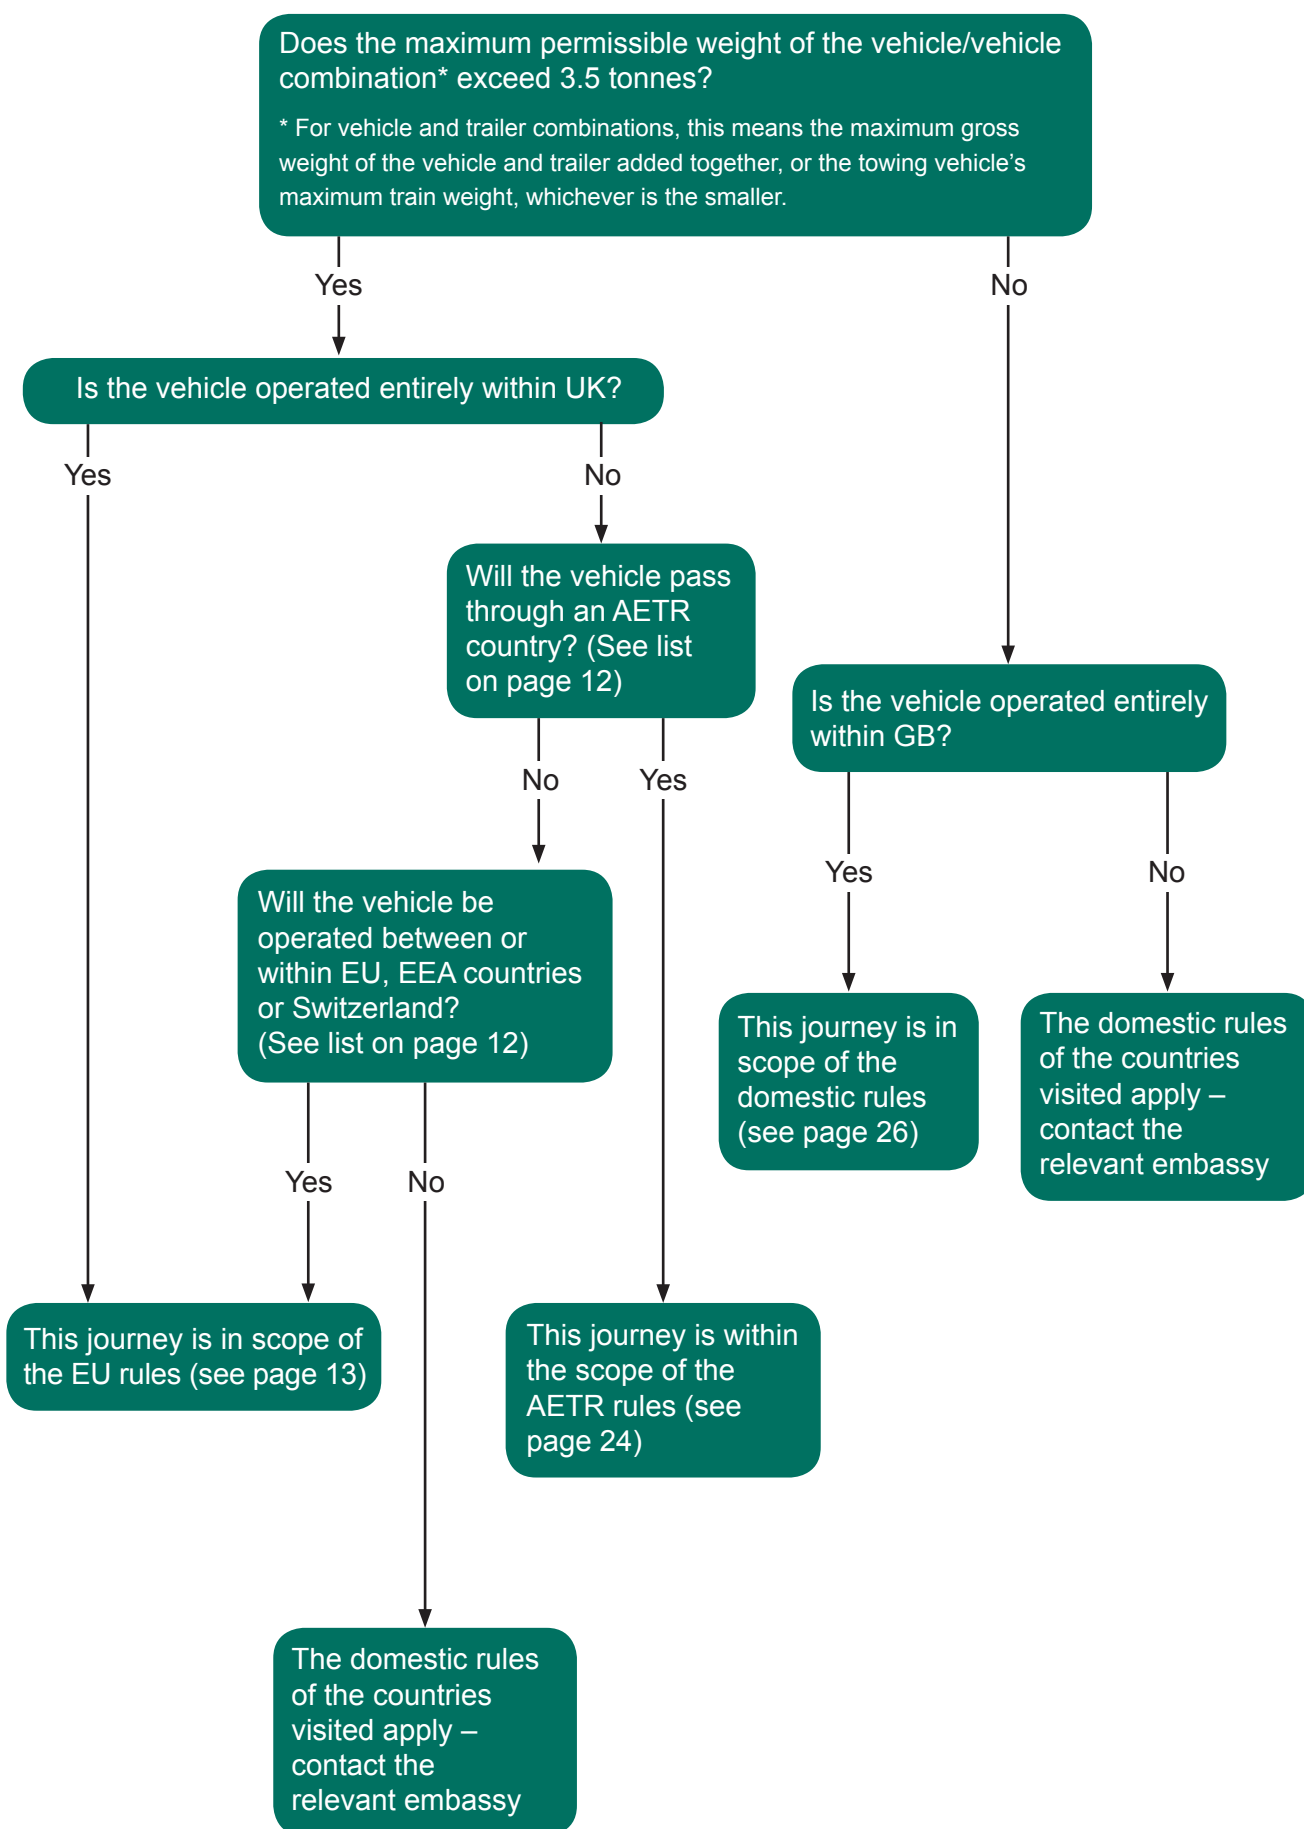 Does the maximum permissible weight of the vehicle/vehicle
combination* exceed 3.5 tonnes?
* For vehicle and trailer combinations, this means the maximum gross
weight of the vehicle and trailer added together, or the towing vehicle’s
maximum train weight, whichever is the smaller.
Yes
No
Is the vehicle operated entirely within UK?
Yes
No
Will the vehicle pass
through an AETR
country? (See list
on page 12)
Is the vehicle operated entirely
within GB?
No
Yes
Yes
No
Will the vehicle be
operated between or
within EU, EEA countries
or Switzerland?
(See list on page 12)
This journey is in
scope of the
domestic rules
(see page 26)
The domestic rules
of the countries
visited apply –
contact the
relevant embassy
Yes
No
This journey is in scope of
the EU rules (see page 13)
This journey is within
the scope of the
AETR rules (see
page 24)
The domestic rules
of the countries
visited apply –
contact the
relevant embassy